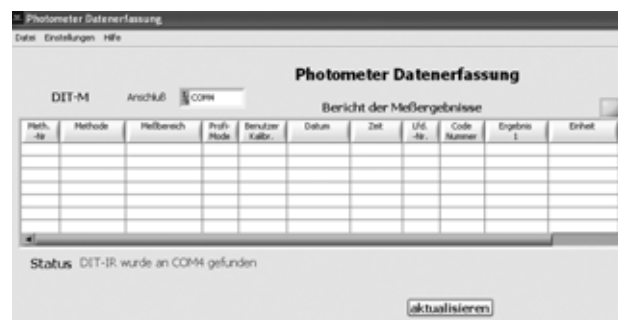 Photometer Datenerfassung
Datei Einstellungen Hilfe
Photometer Datenerfassung
DIT-M Anschluß COM4
Bericht der Meßergebnisse
Meth. -Nr Methode Meßbereich Profi- Mode Benutzer Kalibr. Datum Zeit Lfd. -Nr. Code Nummer Ergebnis 1 Einheit
Status DIT-IR wurde an COM4 gefunden
aktualisieren